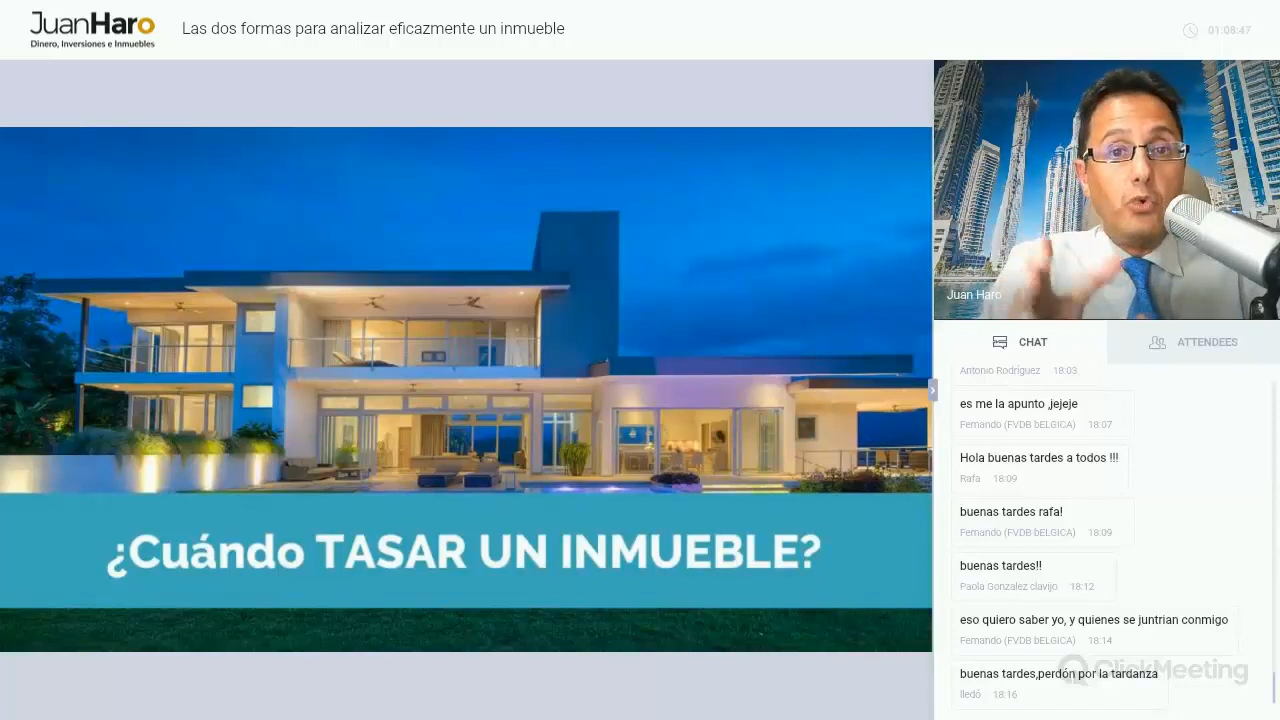 JuanHaro
Dinero, Inversiones e Inmuebles
Las dos formas para analizar eficazmente un inmueble
01:08:47
¿Cuándo TASAR UN INMUEBLE?
Juan Haro
CHAT
ATTENDEES
Antonio Rodriguez 18:03
es me la apunto ,jejeje
Fernando (FVDB bELGICA) 18:07
Hola buenas tardes a todos !!!
Rafa 18:09
buenas tardes rafa!
Fernando (FVDB bELGICA) 18:09
buenas tardes!!
Paola Gonzalez clavijo 18:12
eso quiero saber yo, y quienes se juntrian conmigo
Fernando (FVDB bELGICA) 18:14
buenas tardes,perdón por la tardanza
lledó 18:16
ClickMeeting